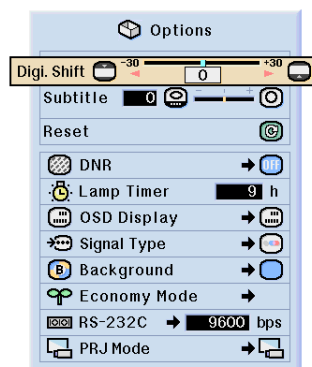 Options
Digi. Shift -30 0 +30
Subtitle 0 - +
Reset
DNR OFF
Lamp Timer 9 h
OSD Display
Signal Type
B Background
Economy Mode
RS-232C 9600 bps
PRJ Mode